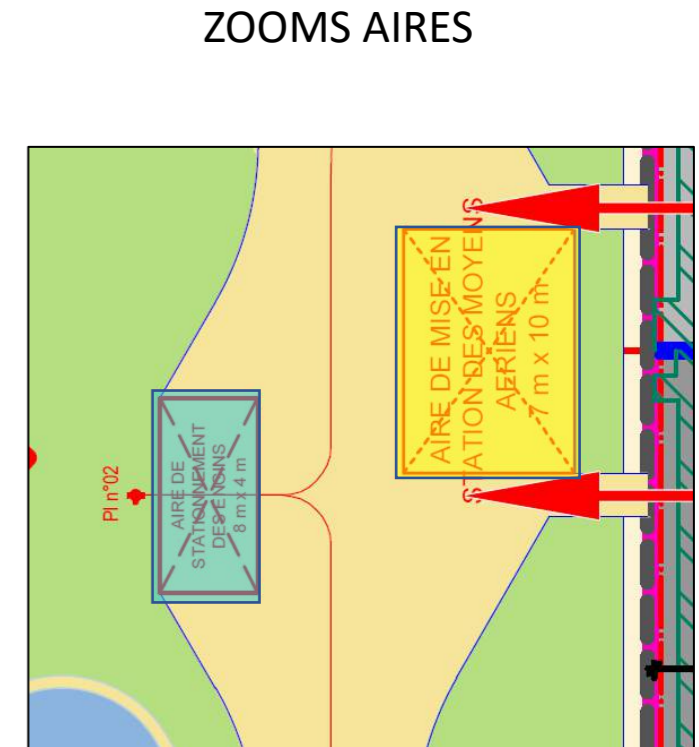 ZOOMS AIRES
AIRE DE MISE EN
STATION DES MOYENS
AERIENS
7 m x 10 m
PI n°02
AIRE DE
STATIONNEMENT
DES ENGINS
8 m x 4 m